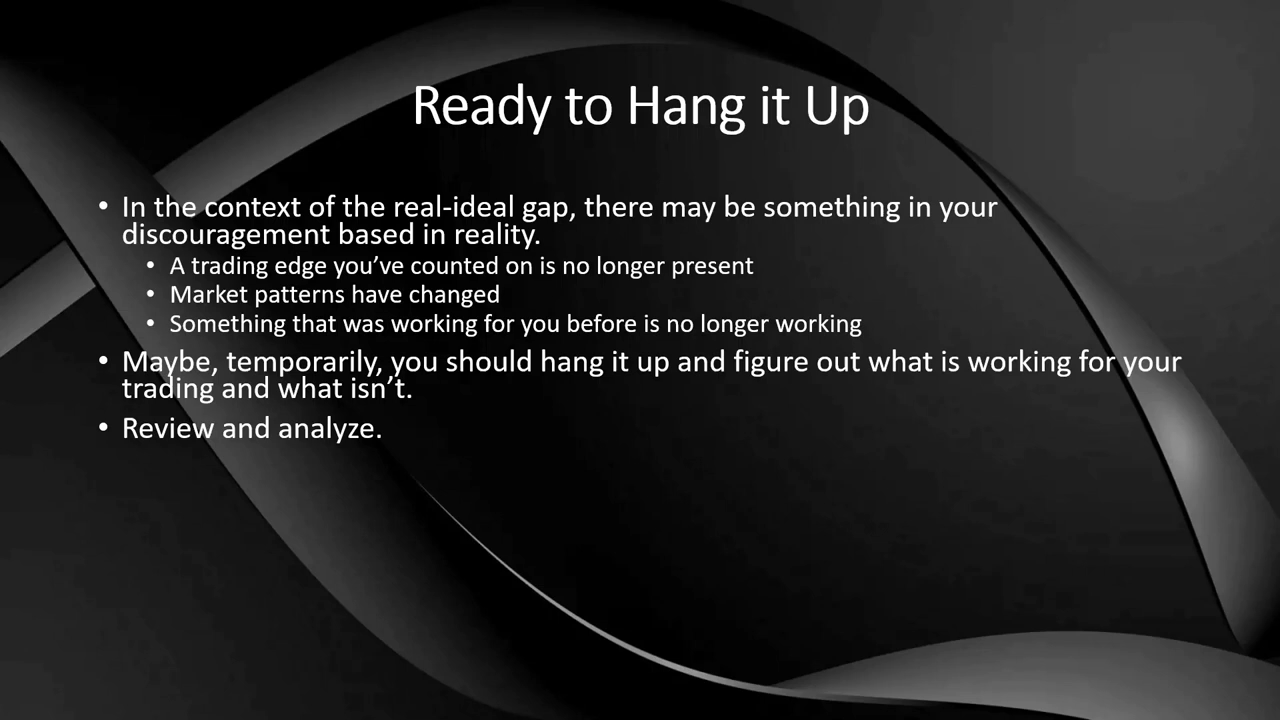 Ready to Hang it Up
• In the context of the real-ideal gap, there may be something in your
discouragement based in reality.
• A trading edge you’ve counted on is no longer present
• Market patterns have changed
• Something that was working for you before is no longer working
• Maybe, temporarily, you should hang it up and figure out what is working for your
trading and what isn’t.
• Review and analyze.